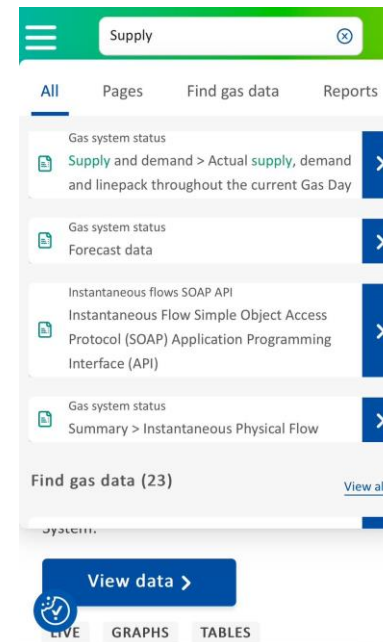 Supply
All Pages Find gas data Reports
Gas system status
Supply and demand > Actual supply, demand
and linepack throughout the current Gas Day
Gas system status
Forecast data
Instantaneous flows SOAP API
Instantaneous Flow Simple Object Access
Protocol (SOAP) Application Programming
Interface (API)
Gas system status
Summary > Instantaneous Physical Flow
Find gas data (23)
View al
System.
View data >
LIVE GRAPHS TABLES